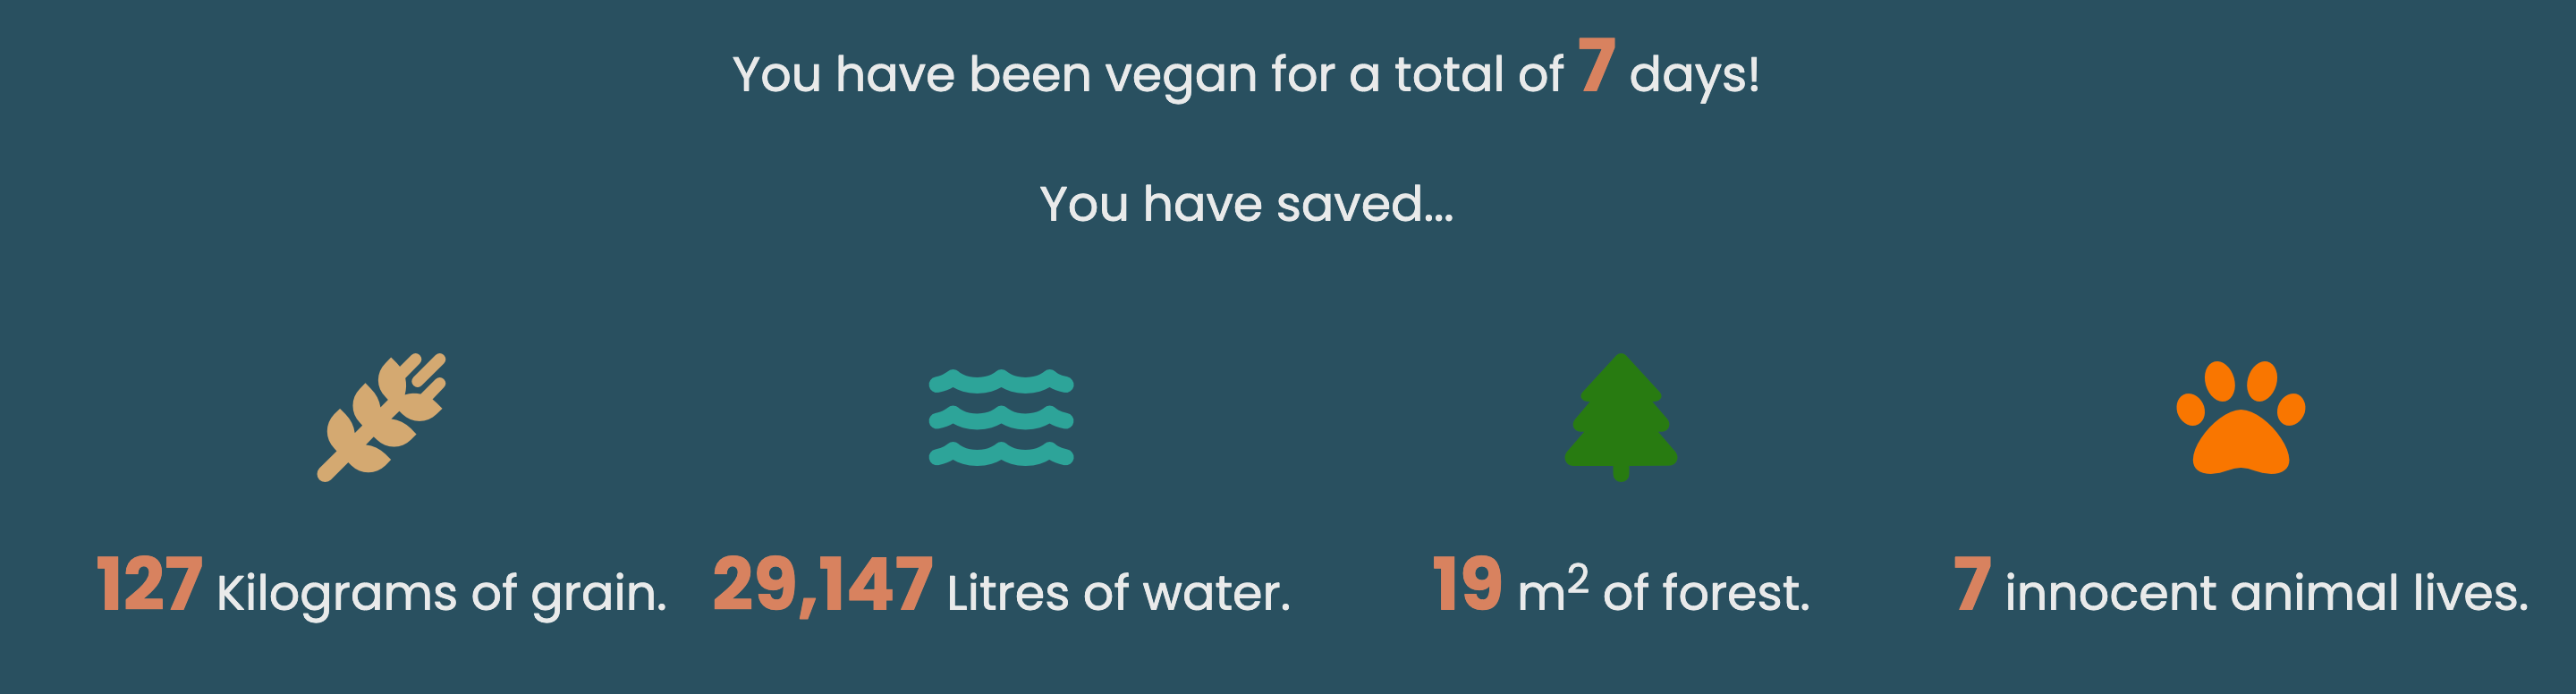 You have been vegan for a total of 7 days!
You have saved...
127 Kilograms of grain.
29,147 Litres of water.
19 m² of forest.
7 innocent animal lives.